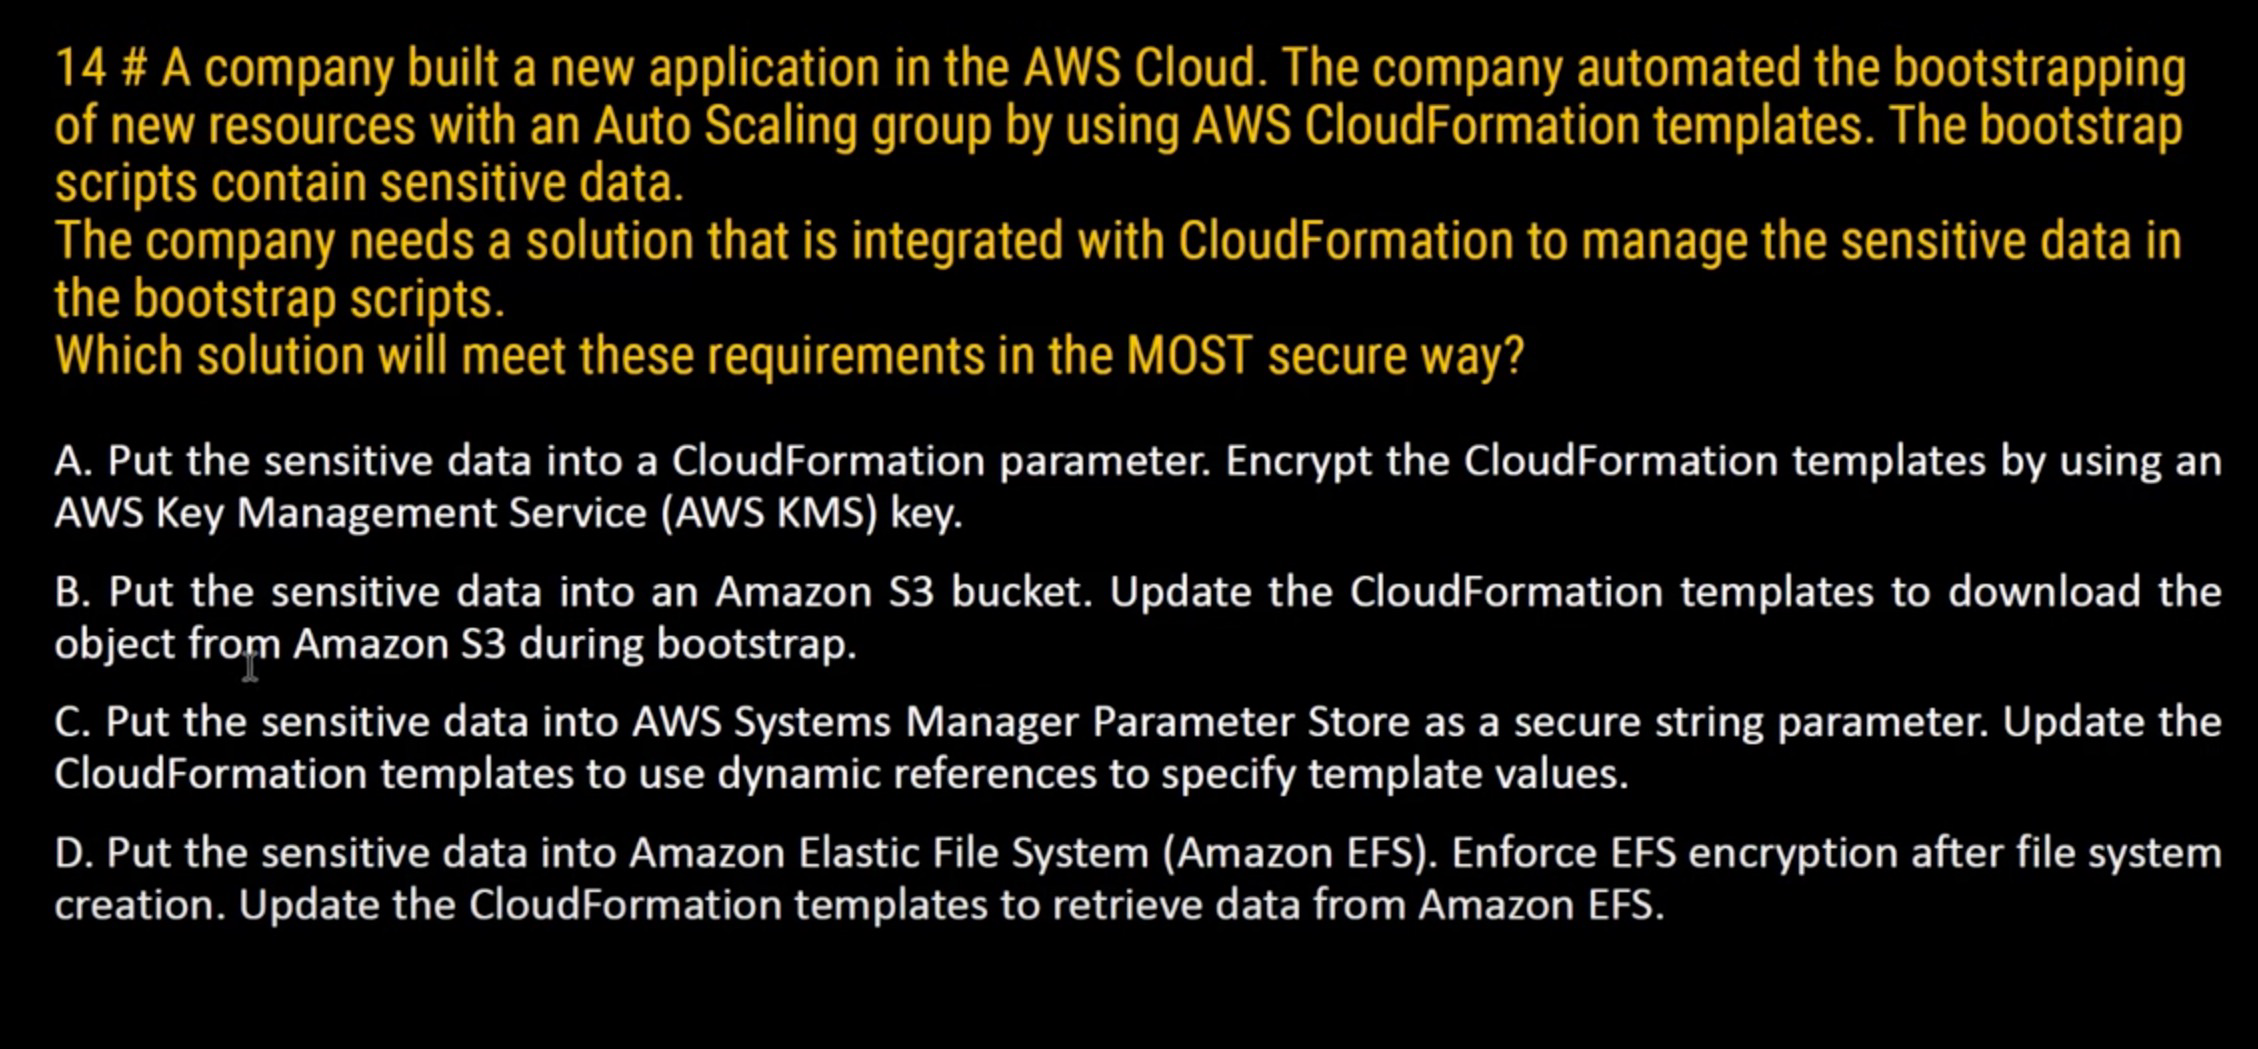 14 # A company built a new application in the AWS Cloud. The company automated the bootstrapping
of new resources with an Auto Scaling group by using AWS CloudFormation templates. The bootstrap
scripts contain sensitive data.
The company needs a solution that is integrated with CloudFormation to manage the sensitive data in
the bootstrap scripts.
Which solution will meet these requirements in the MOST secure way?
A. Put the sensitive data into a CloudFormation parameter. Encrypt the CloudFormation templates by using an
AWS Key Management Service (AWS KMS) key.
B. Put the sensitive data into an Amazon S3 bucket. Update the CloudFormation templates to download the
object from Amazon S3 during bootstrap.
C. Put the sensitive data into AWS Systems Manager Parameter Store as a secure string parameter. Update the
CloudFormation templates to use dynamic references to specify template values.
D. Put the sensitive data into Amazon Elastic File System (Amazon EFS). Enforce EFS encryption after file system
creation. Update the CloudFormation templates to retrieve data from Amazon EFS.